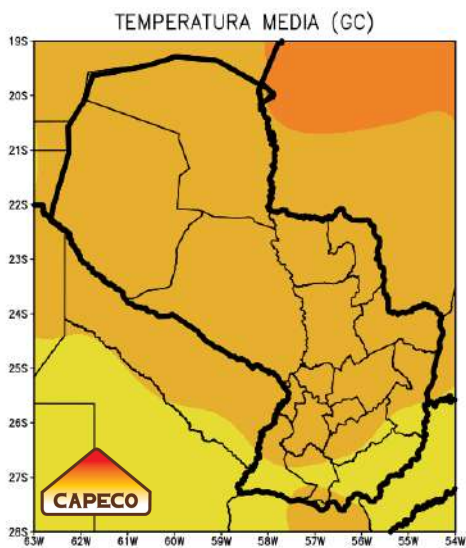 TEMPERATURA MEDIA (GC)
19S
20S
21S
22S
23S
24S
25S
26S
27S
28S
CAPECO
63W 62W 61W 60W 59W 58W 57W 56W 55W 54W